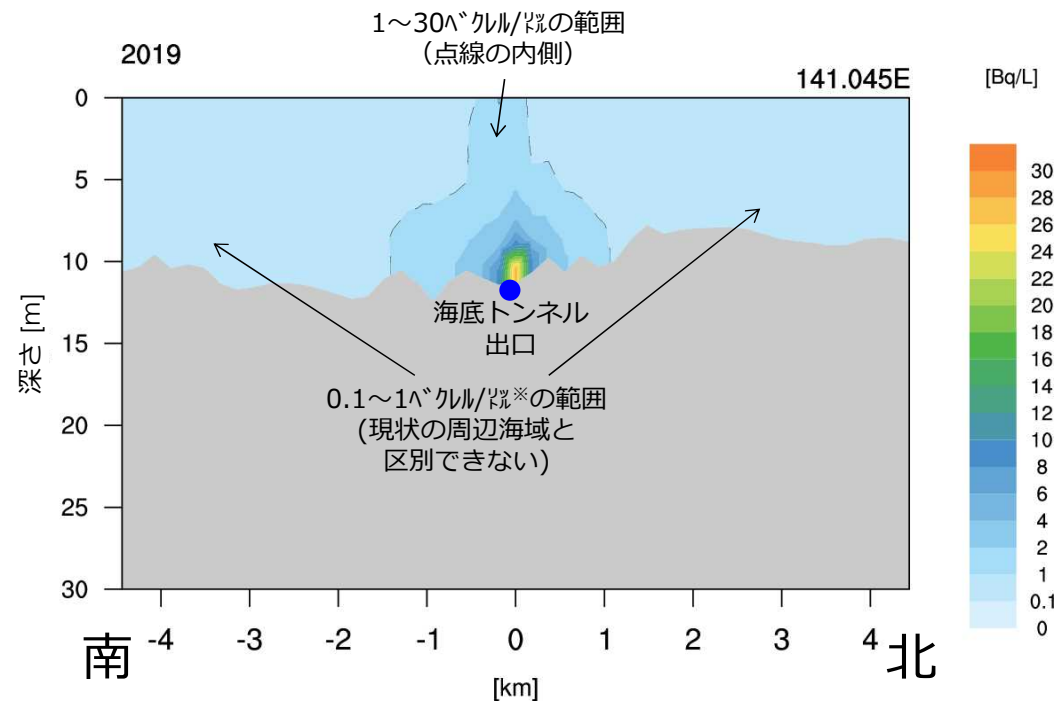 1～30ﾍﾞｸﾚﾙ/㍑の範囲
（点線の内側）
2019
141.045E
[Bq/L]
0
5
10
15
20
25
30
深さ [m]
海底トンネル
出口
0.1～1ﾍﾞｸﾚﾙ/㍑※の範囲
(現状の周辺海域と
区別できない)
30
28
26
24
22
20
18
16
14
12
10
8
6
4
2
1
0.1
0
南 -4 -3 -2 -1 0 1 2 3 4 北
[km]